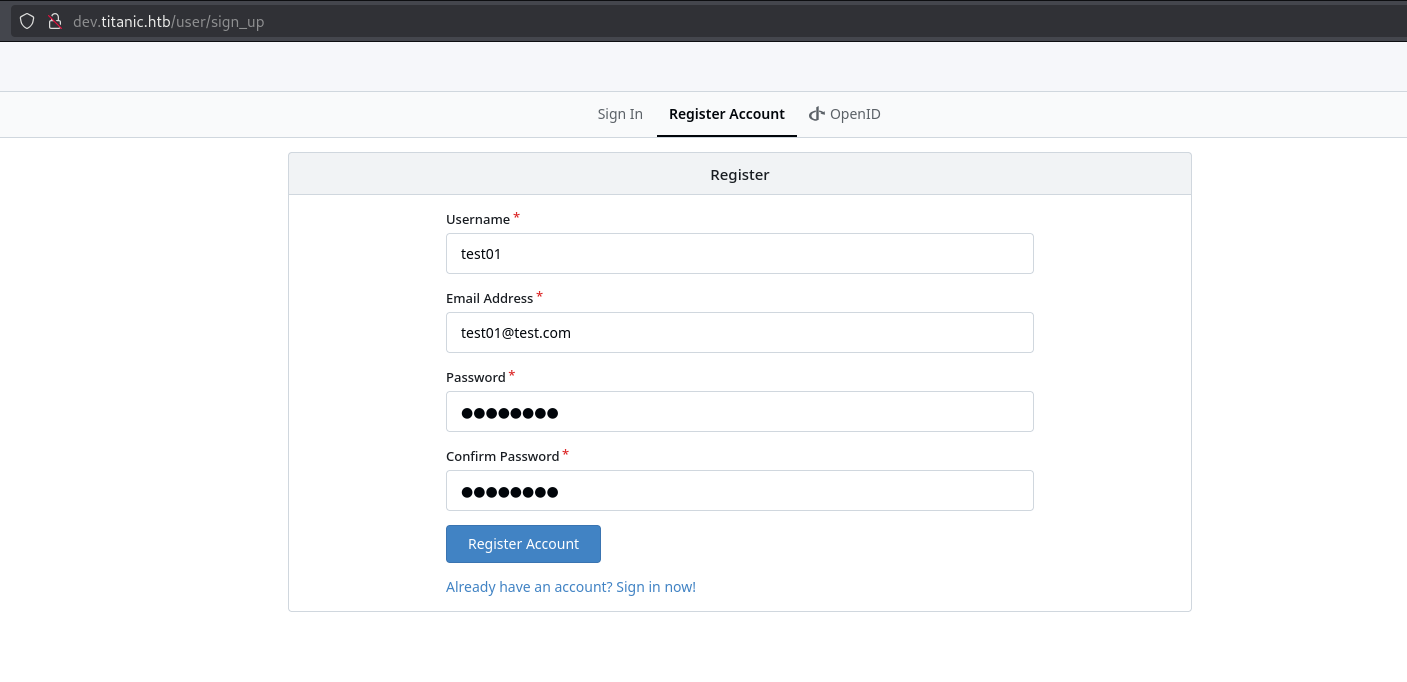 dev.titanic.htb/user/sign_up
Sign In Register Account OpenID
Register
Username *
test01
Email Address *
test01@test.com
Password *
●●●●●●●●
Confirm Password *
●●●●●●●●
Register Account
Already have an account? Sign in now!